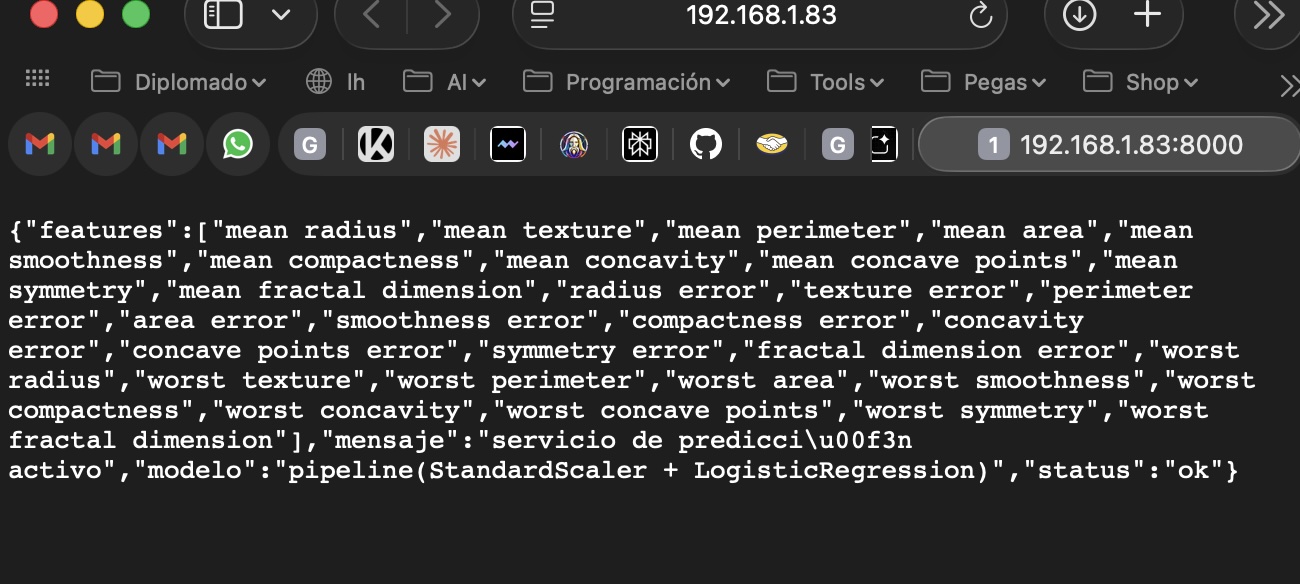 192.168.1.83
Diplomado
lh
AI
Programación
Tools
Pegas
Shop
G
K
G
1 192.168.1.83:8000
{"features":["mean radius","mean texture","mean perimeter","mean area","mean
smoothness","mean compactness","mean concavity","mean concave points","mean
symmetry","mean fractal dimension","radius error","texture error","perimeter
error","area error","smoothness error","compactness error","concavity
error","concave points error","symmetry error","fractal dimension error","worst
radius","worst texture","worst perimeter","worst area","worst smoothness","worst
compactness","worst concavity","worst concave points","worst symmetry","worst
fractal dimension"],"mensaje":"servicio de predicci\u00f3n
activo","modelo":"pipeline(StandardScaler + LogisticRegression)","status":"ok"}